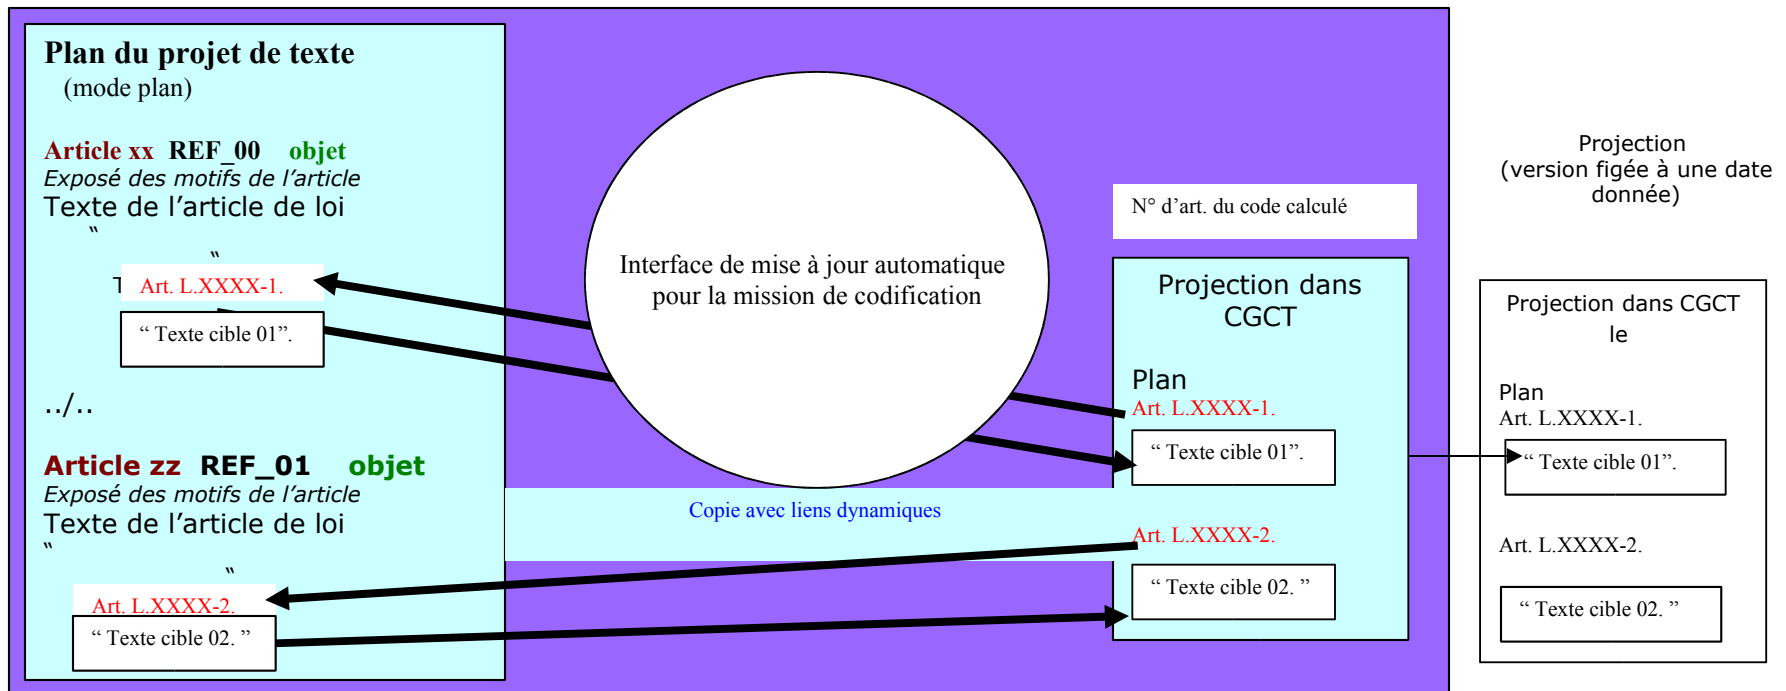 Plan du projet de texte
(mode plan)
Article xx REF_00 objet
Exposé des motifs de l’article
Texte de l’article de loi
“
“
Art. L.XXXX-1.
“ Texte cible 01”.
../..
Article zz REF_01 objet
Exposé des motifs de l’article
Texte de l’article de loi
“
“
Art. L.XXXX-2.
“ Texte cible 02. ”
Interface de mise à jour automatique
pour la mission de codification
Copie avec liens dynamiques
N° d’art. du code calculé
Projection dans
CGCT
Plan
Art. L.XXXX-1.
“ Texte cible 01”.
Art. L.XXXX-2.
“ Texte cible 02. ”
Projection
(version figée à une date
donnée)
Projection dans CGCT
le
Plan
Art. L.XXXX-1.
“ Texte cible 01”.
Art. L.XXXX-2.
“ Texte cible 02. ”